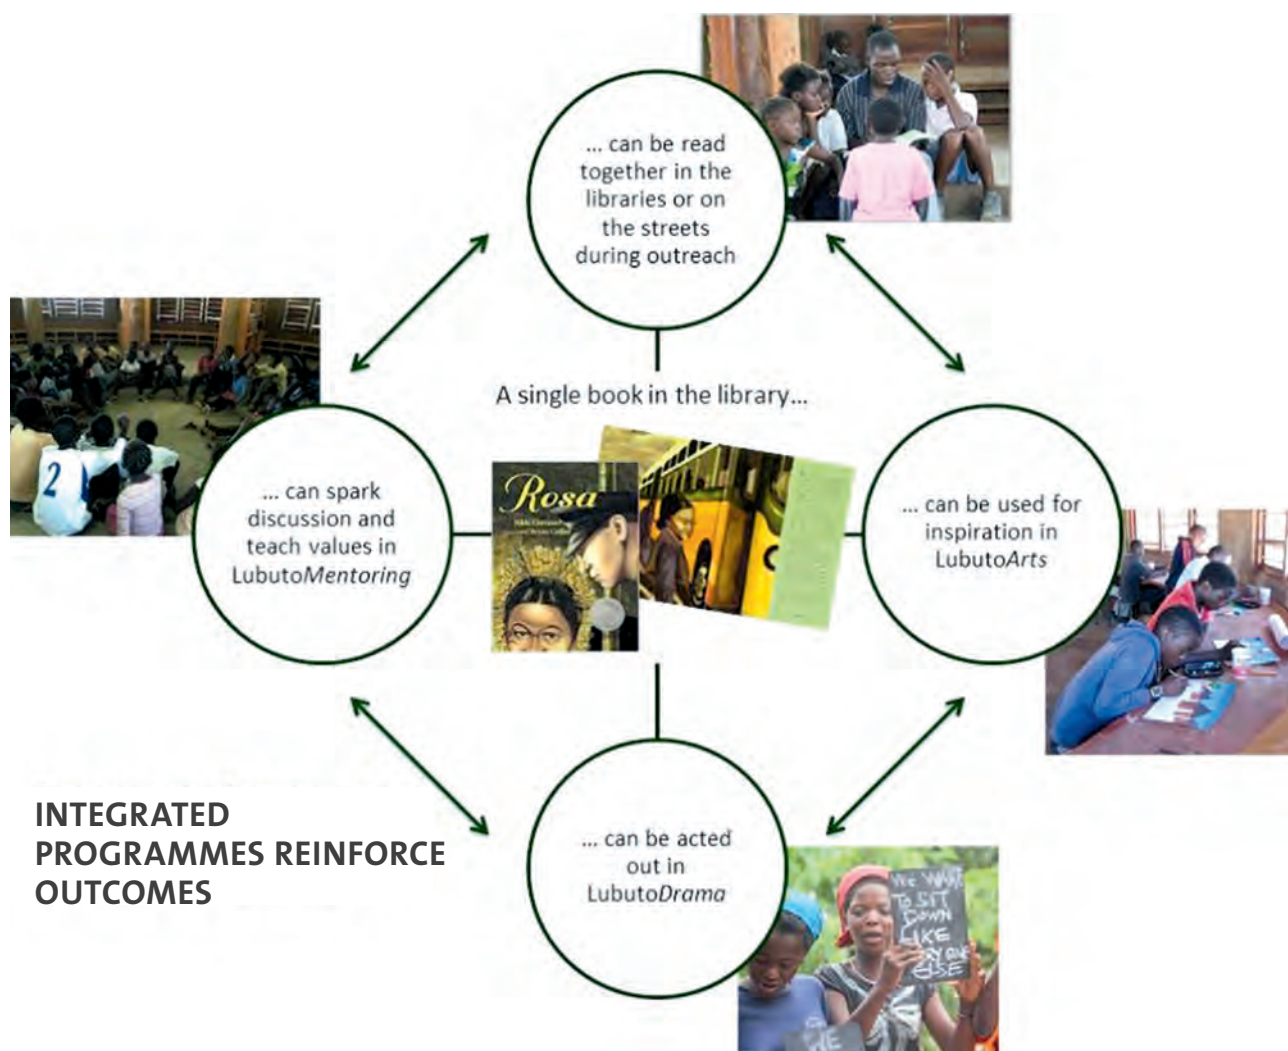 ... can be read
together in the
libraries or on
the streets
during outreach
A single book in the library...
... can spark
discussion and
teach values in
LubutoMentoring
2
Rosa
... can be used for
inspiration in
LubutoArts
INTEGRATED
PROGRAMMES REINFORCE
OUTCOMES
... can be acted
out in
LubutoDrama
WE WANT
TO SIT
DOWN
LIKE
ELSE